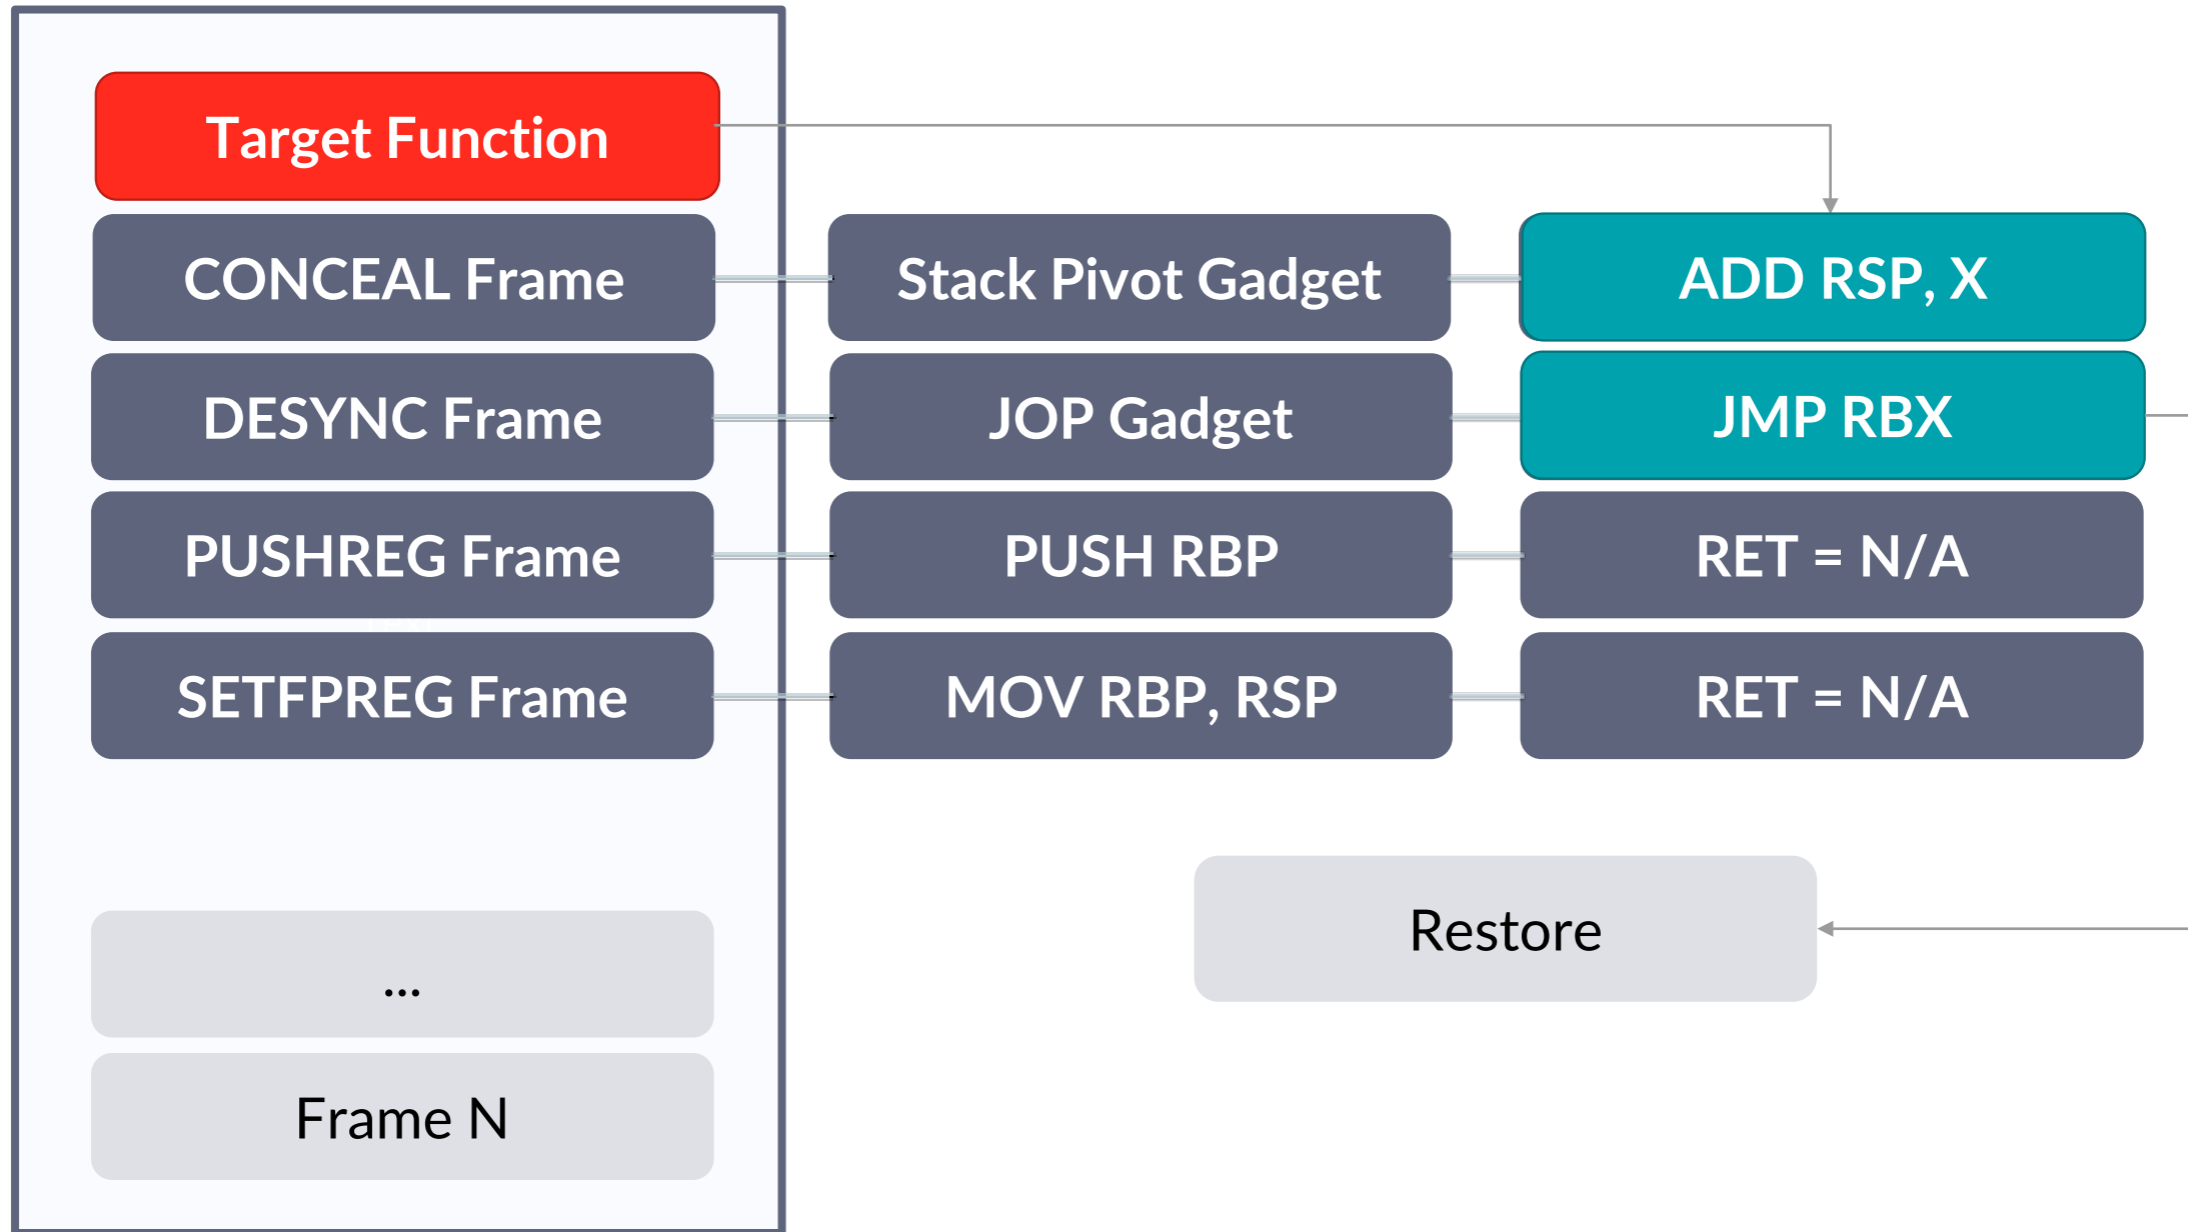 Target Function
CONCEAL Frame
Stack Pivot Gadget
ADD RSP, X
DESYNC Frame
JOP Gadget
JMP RBX
PUSHREG Frame
PUSH RBP
RET = N/A
SETFPREG Frame
MOV RBP, RSP
RET = N/A
Restore
...
Frame N